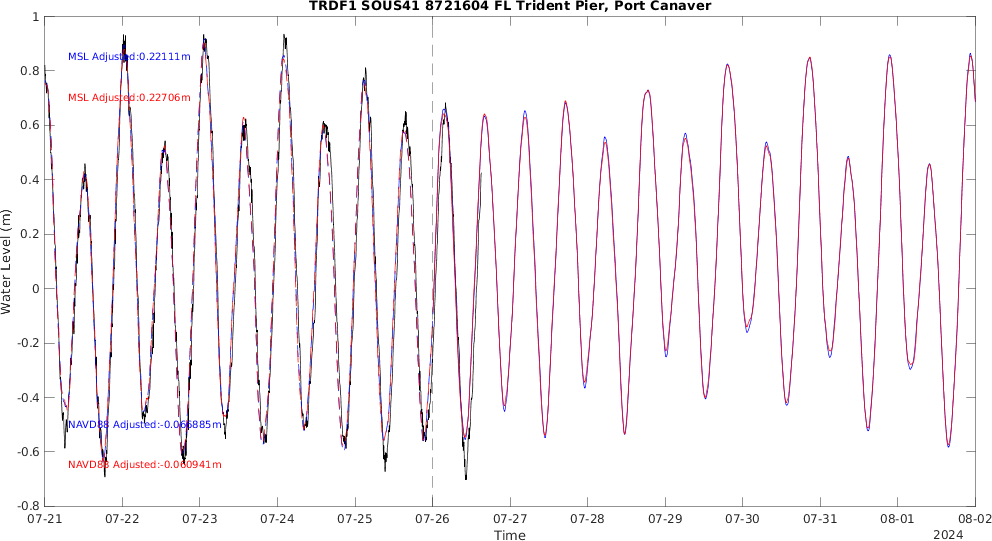 TRDF1 SOUS41 8721604 FL Trident Pier, Port Canaver
1
0.8
0.6
0.4
0.2
0
-0.2
-0.4
-0.6
-0.8
Water Level (m)
MSL Adjusted:0.22111m
MSL Adjusted:0.22706m
NAVD88 Adjusted:-0.066885m
NAVD88 Adjusted:-0.060941m
07-21 07-22 07-23 07-24 07-25 07-26 07-27 07-28 07-29 07-30 07-31 08-01 08-02
Time
2024